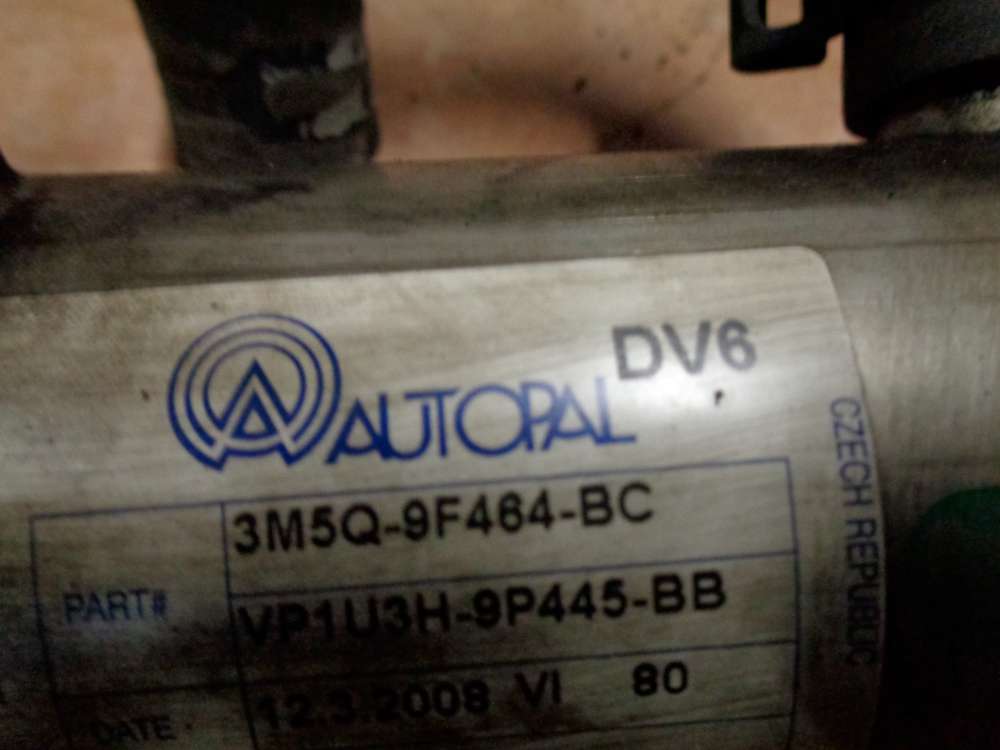 DV6
AUTOPAL
CZECH REPUBLIC
PART#
3M5Q-9F464-BC
VP1U3H-9P445-BB
DATE 12.3.2008 VI 80